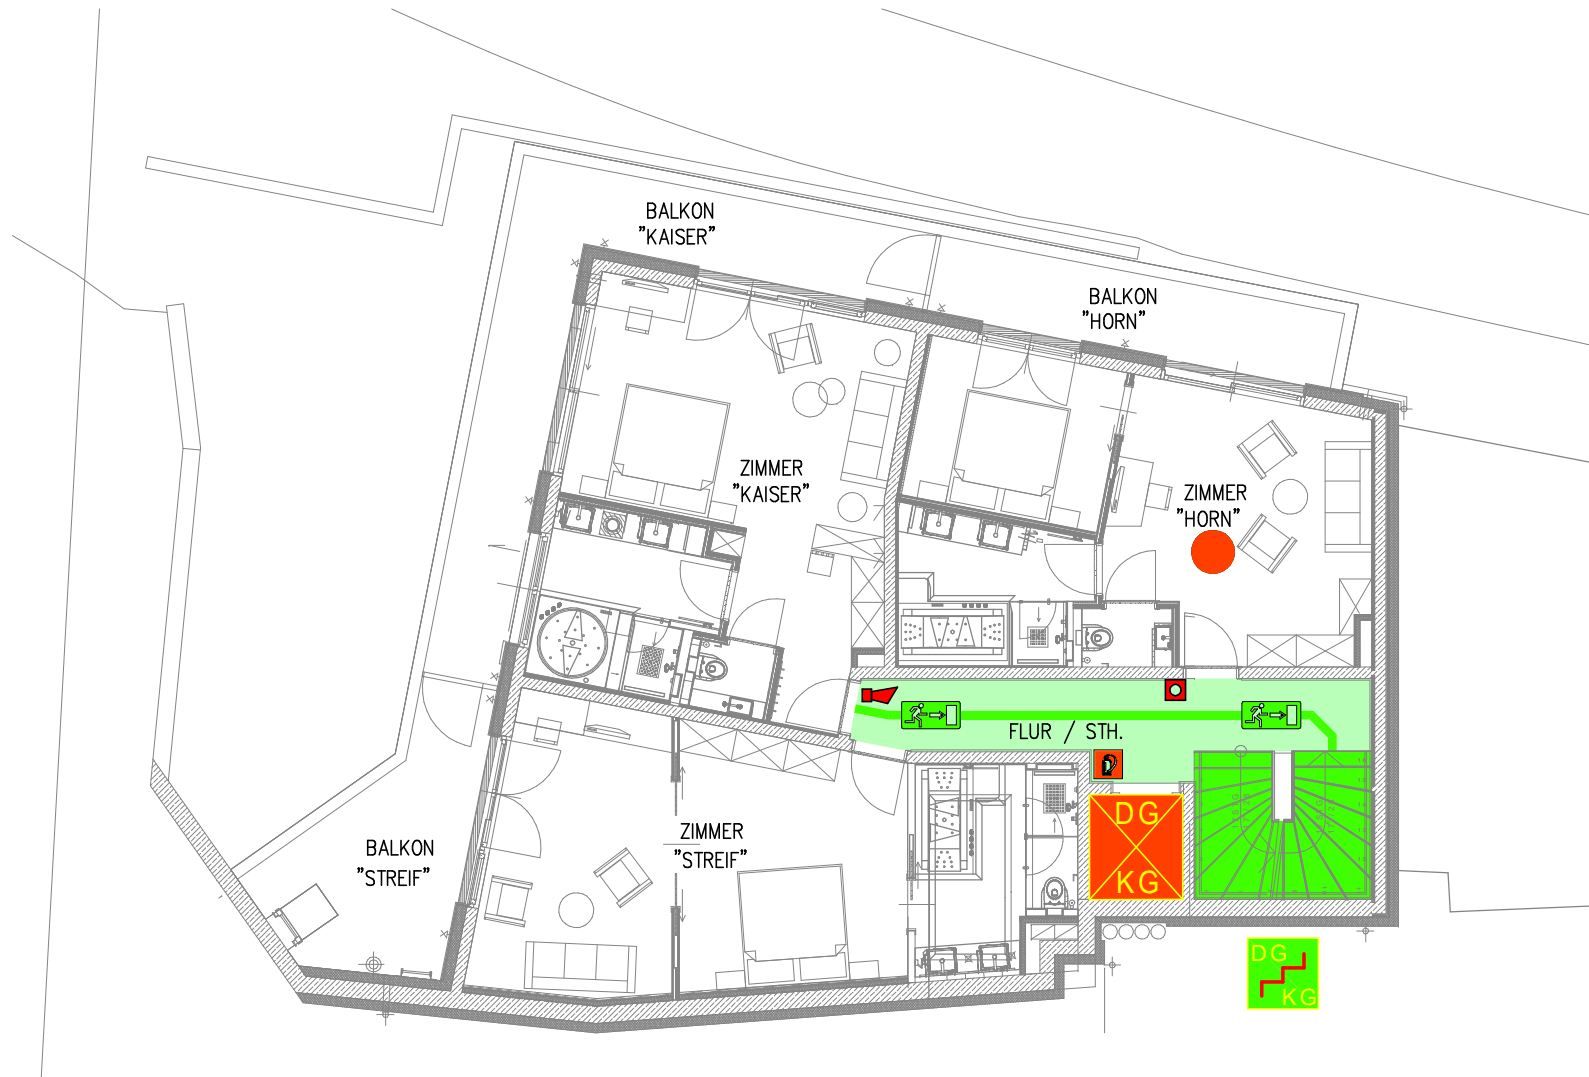 BALKON
"KAISER"
BALKON
"HORN"
ZIMMER
"KAISER"
ZIMMER
"HORN"
FLUR / STH.
DG
KG
ZIMMER
"STREIF"
BALKON
"STREIF"
DG
KG